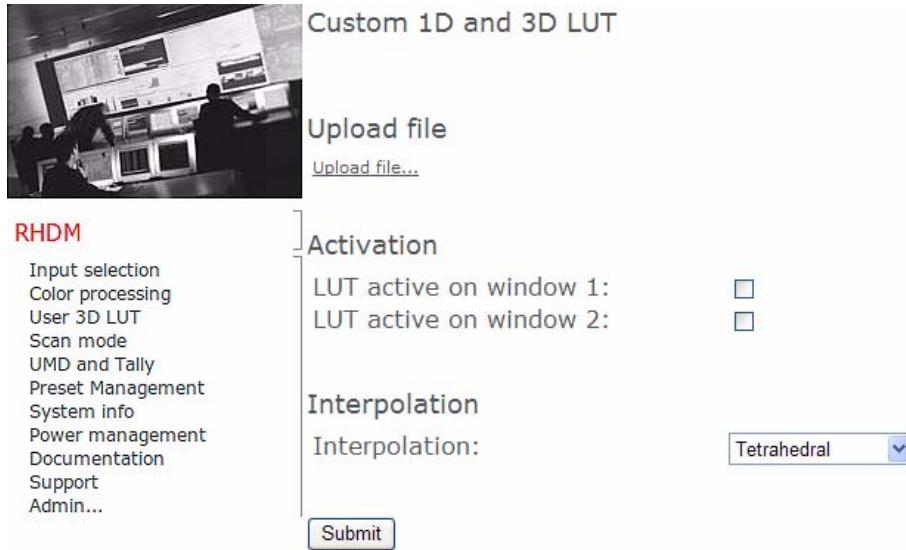 Custom 1D and 3D LUT
Upload file
Upload file...
RHDM
Input selection
Color processing
User 3D LUT
Scan mode
UMD and Tally
Preset Management
System info
Power management
Documentation
Support
Admin...
Activation
LUT active on window 1:
LUT active on window 2:
Interpolation
Interpolation:
Tetrahedral
Submit